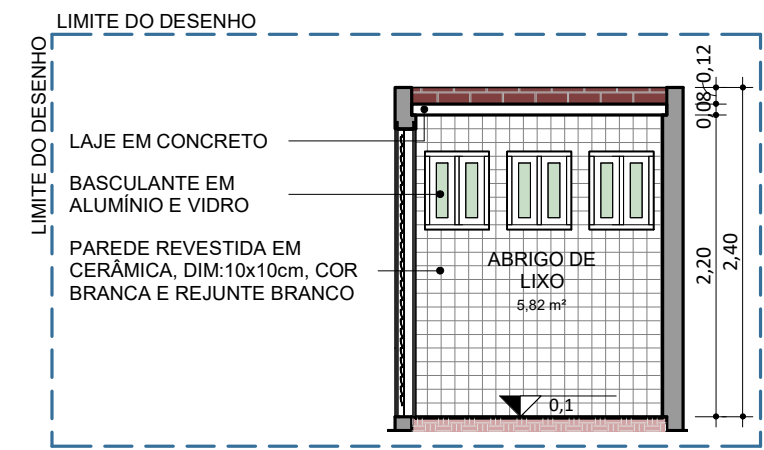 LIMITE DO DESENHO
LIMITE DO DESENHO
LAJE EM CONCRETO
BASCULANTE EM
ALUMÍNIO E VIDRO
PAREDE REVESTIDA EM
CERÂMICA, DIM:10x10cm, COR
BRANCA E REJUNTE BRANCO
ABRIGO DE
LIXO
5,82 m²
0,1
0,12
0,08
2,20
2,40